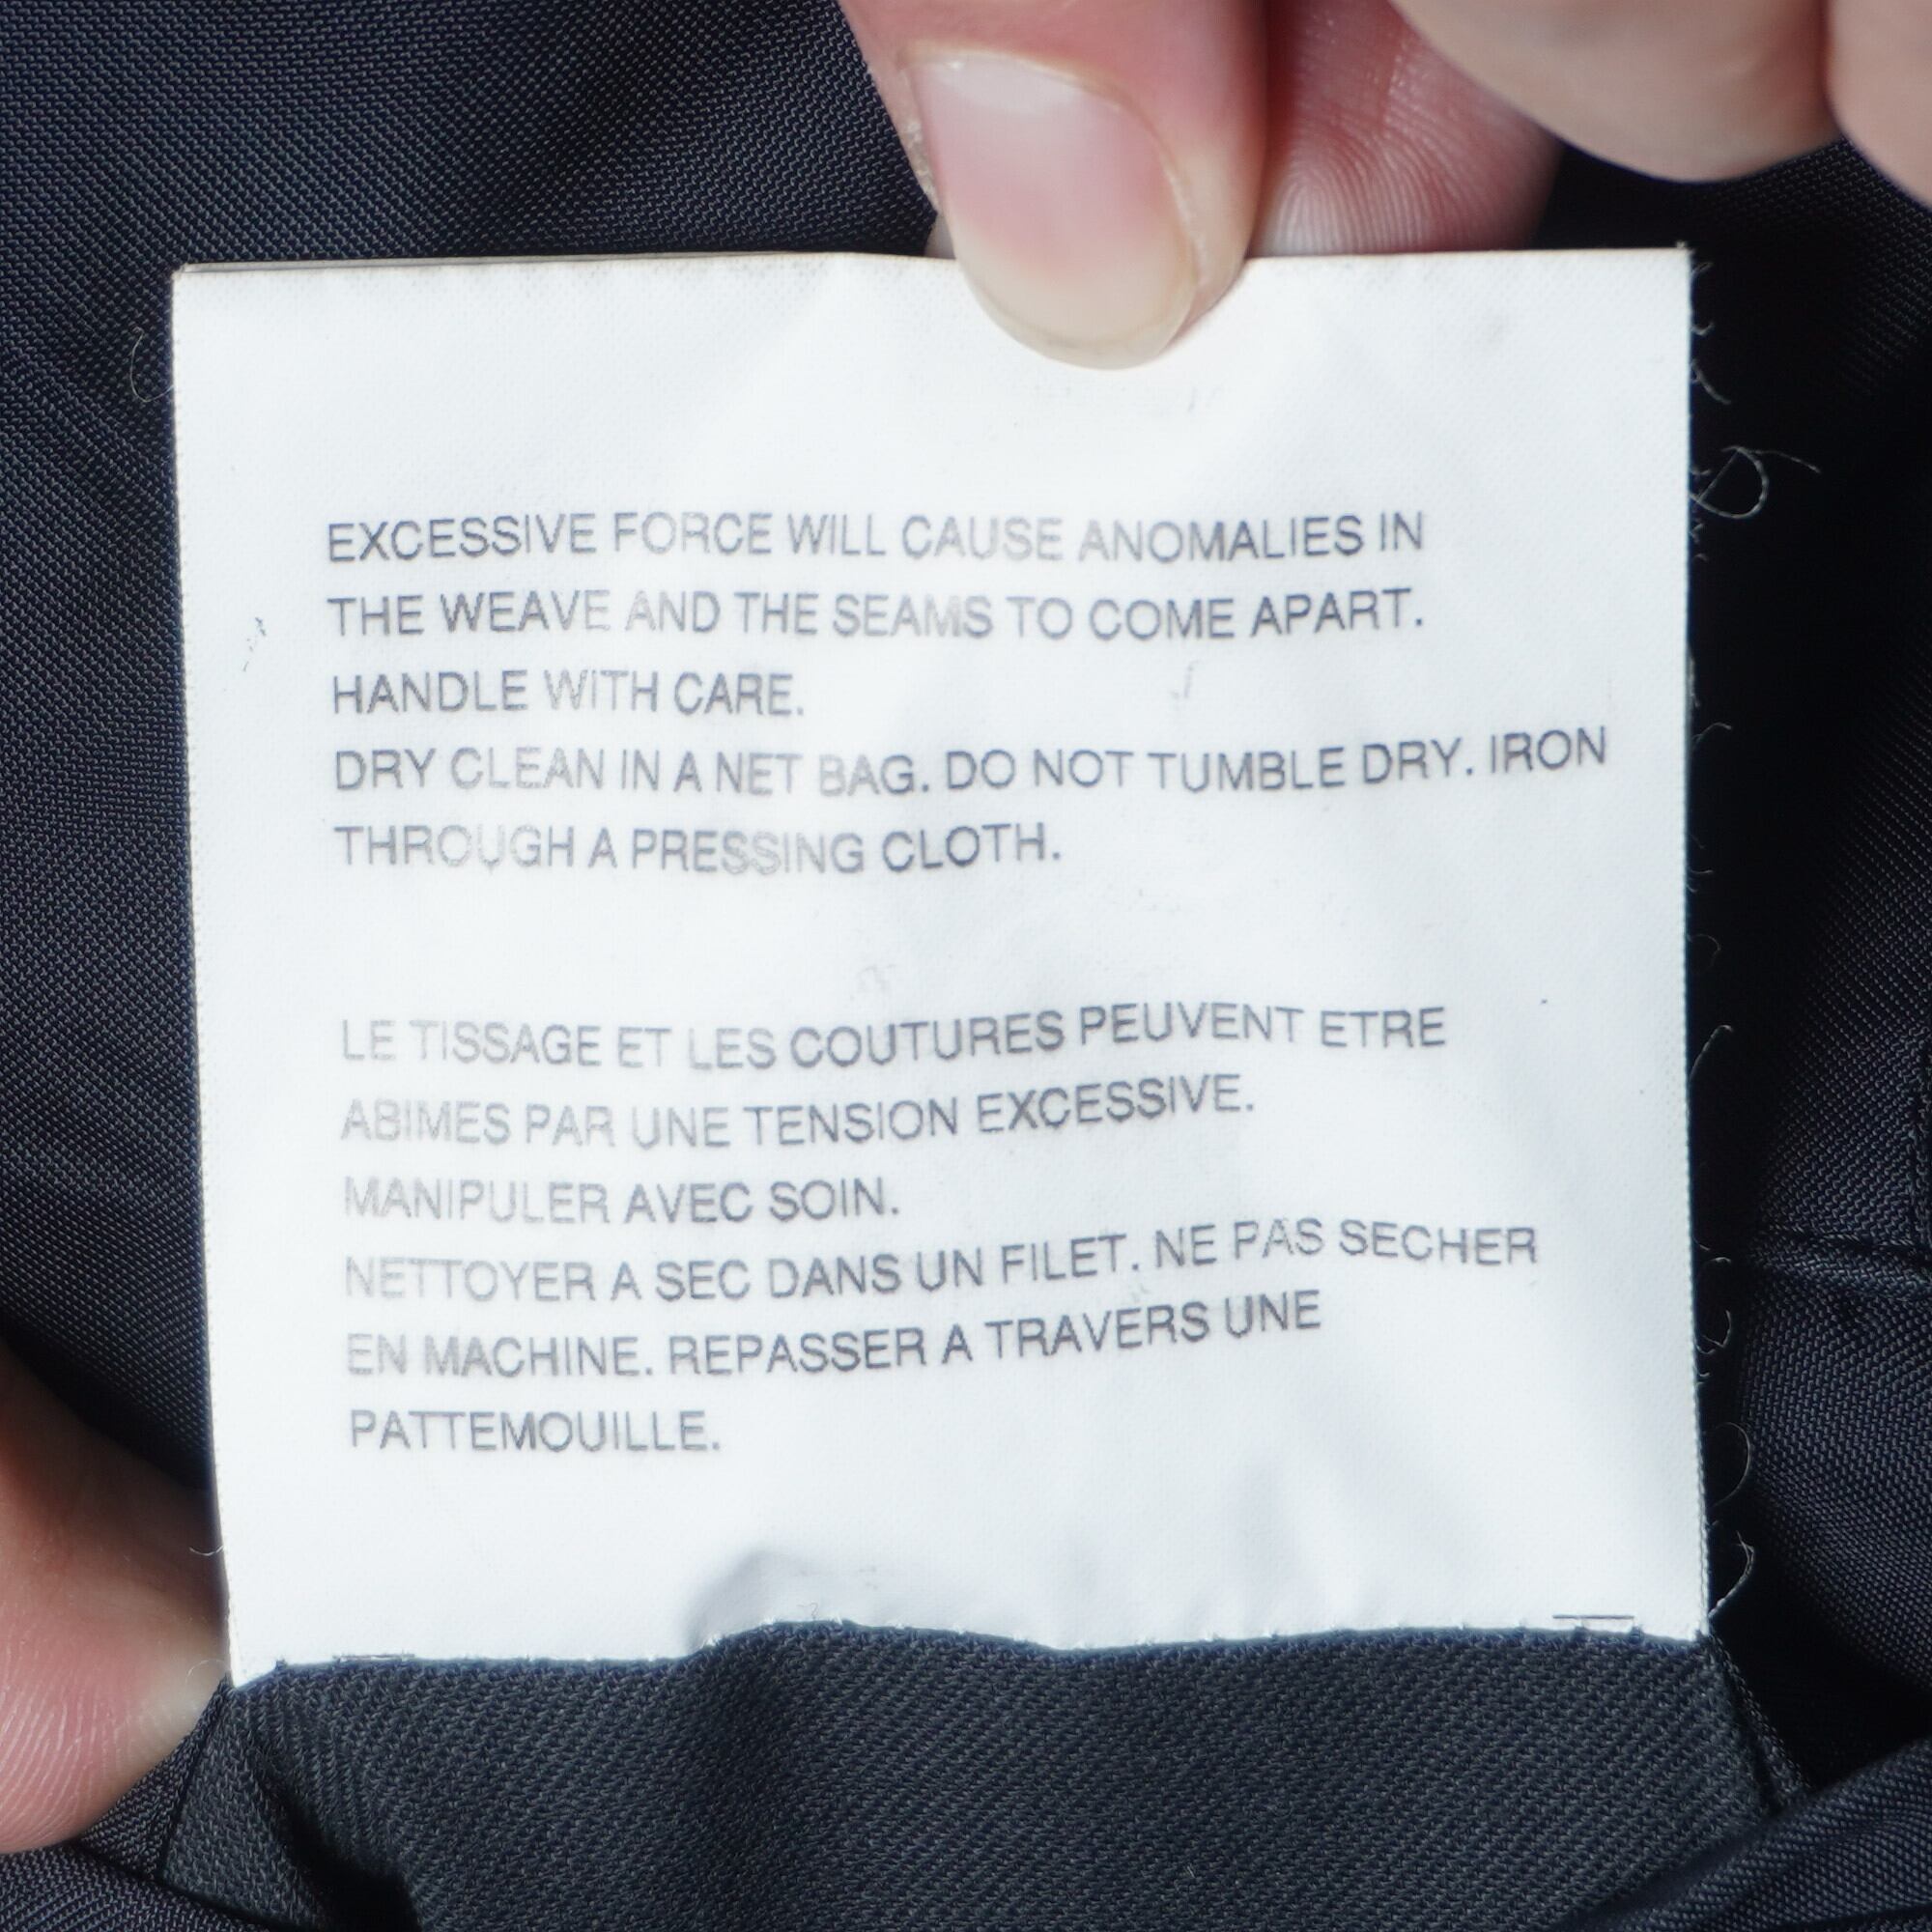 EXCESSIVE FORCE WILL CAUSE ANOMALIES IN
THE WEAVE AND THE SEAMS TO COME APART.
HANDLE WITH CARE.
DRY CLEAN IN A NET BAG. DO NOT TUMBLE DRY. IRON
THROUGH A PRESSING CLOTH.
LE TISSAGE ET LES COUTURES PEUVENT ETRE
ABIMES PAR UNE TENSION EXCESSIVE.
MANIPULER AVEC SOIN.
NETTOYER A SEC DANS UN FILET. NE PAS SECHER
EN MACHINE. REPASSER A TRAVERS UNE
PATTEMOUILLE.